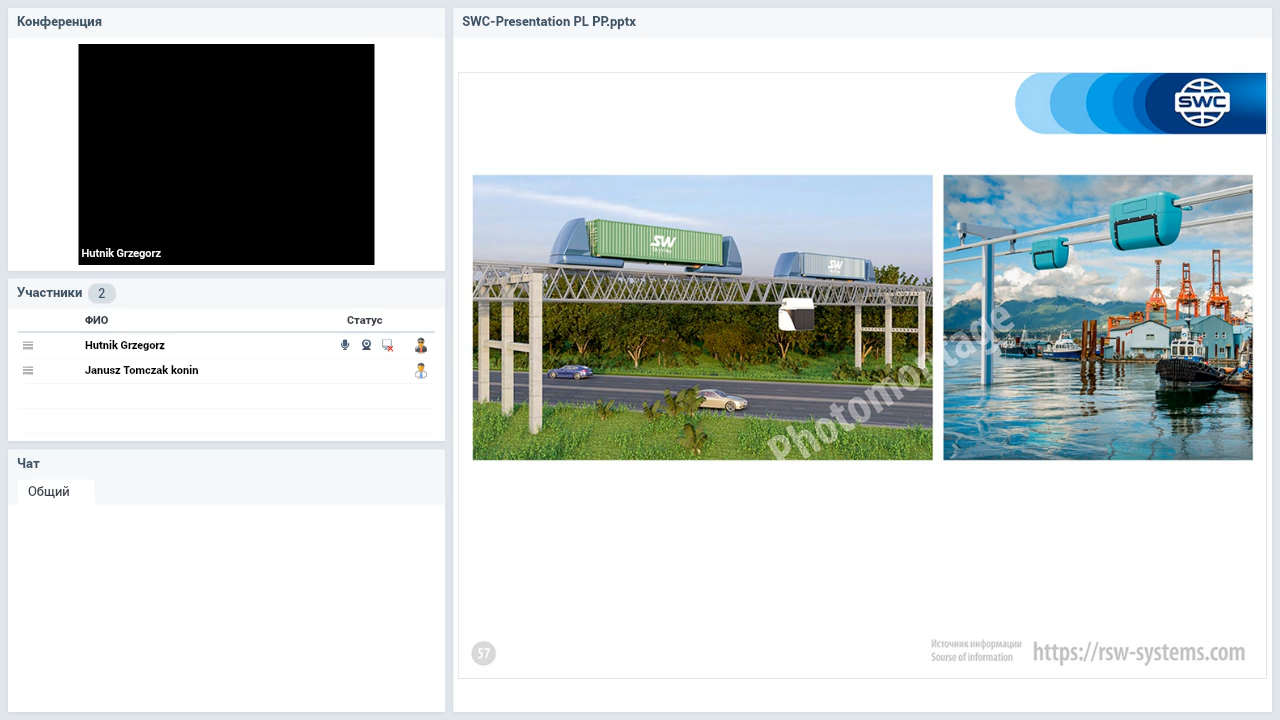 Конференция
Hutnik Grzegorz
Участники 2
ФИО Статус
Hutnik Grzegorz
Janusz Tomczak konin
Чат
Общий
SWC-Presentation PL PP.pptx
SWC
SW
Photomontage
57
Источник информации
Sourse of information
https://rsw-systems.com